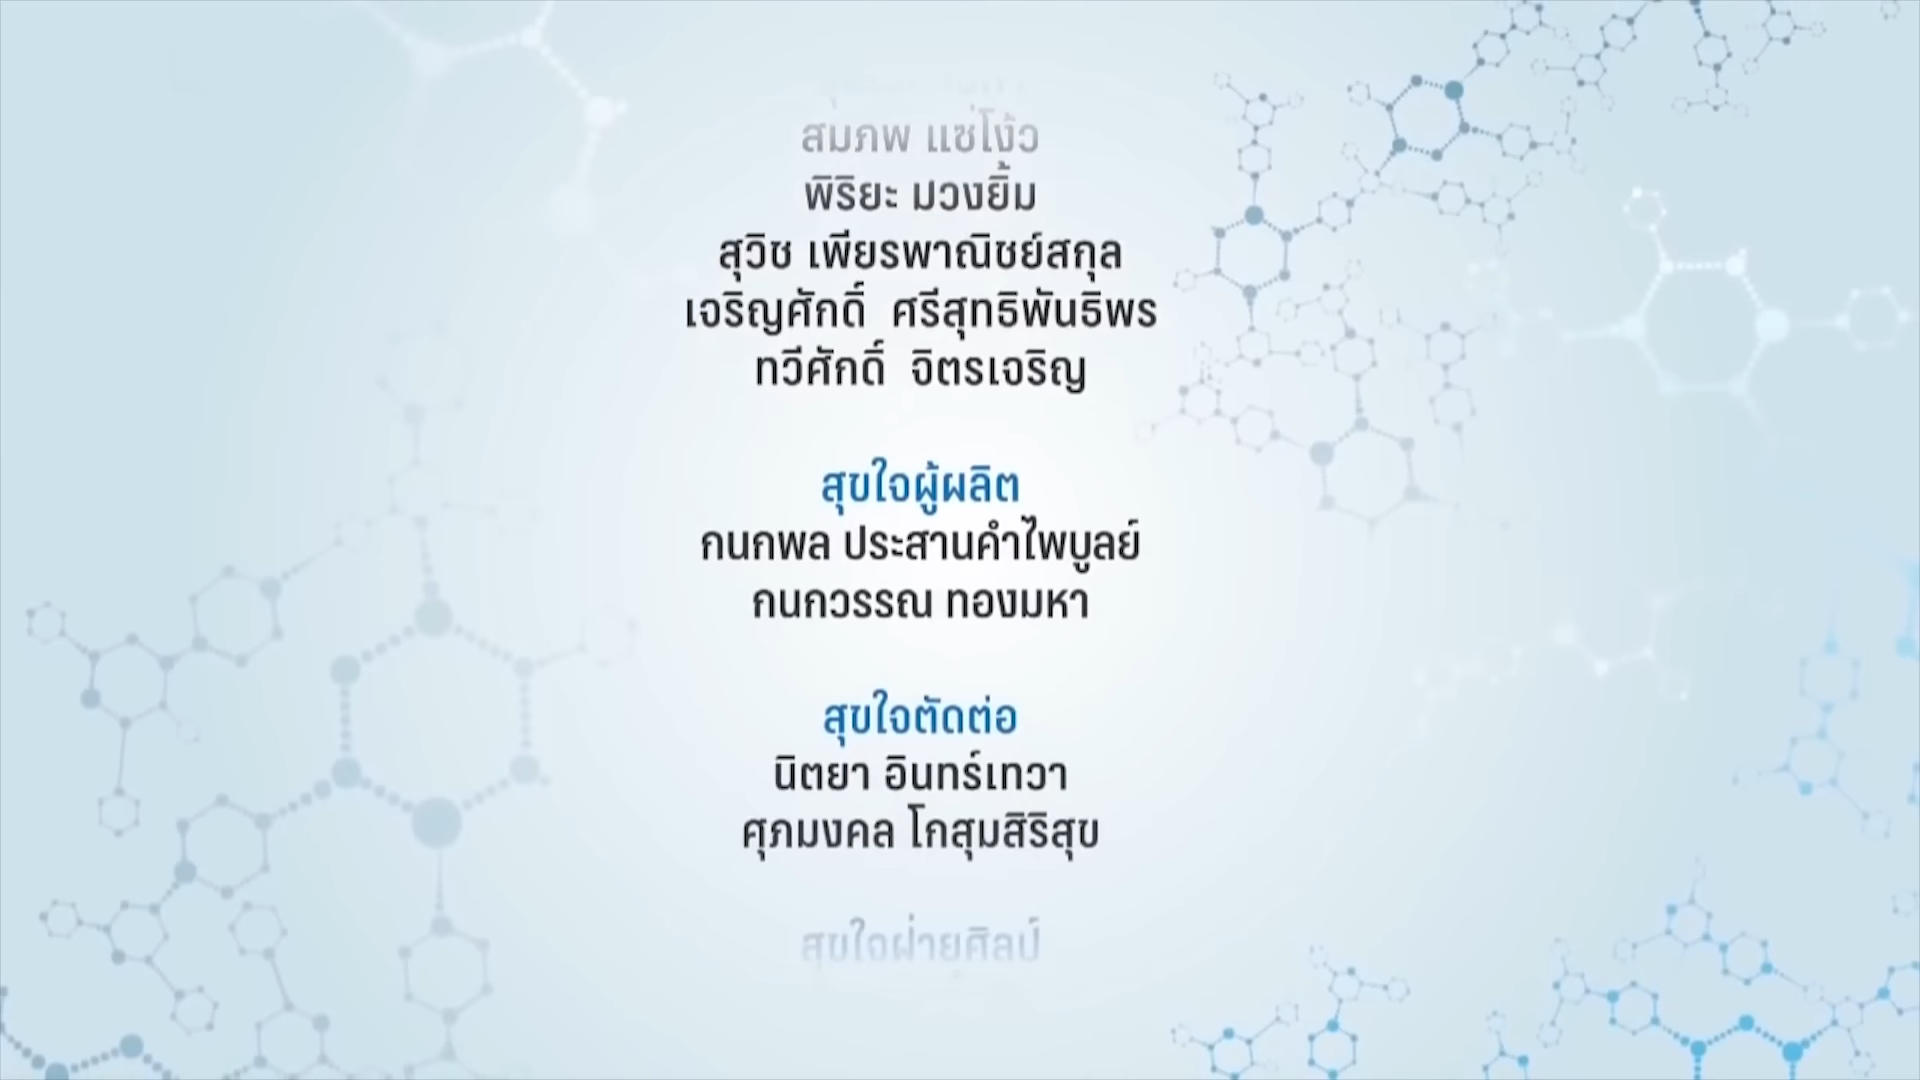 สมภพ แซ่โง้ว
พิริยะ ปวงยิ้ม
สุวิช เพียรพาณิชย์สกุล
เจริญศักดิ์ ศรีสุทธิพันธิพร
ทวีศักดิ์ จิตรเจริญ
สุขใจผู้ผลิต
กนกพล ประสานคำไพบูลย์
กนกวรรณ ทองมหา
สุขใจตัดต่อ
นิตยา อินทร์เทวา
ศุภมงคล โกสุมสิริสุข
สุขใจฝ่ายศิลป์